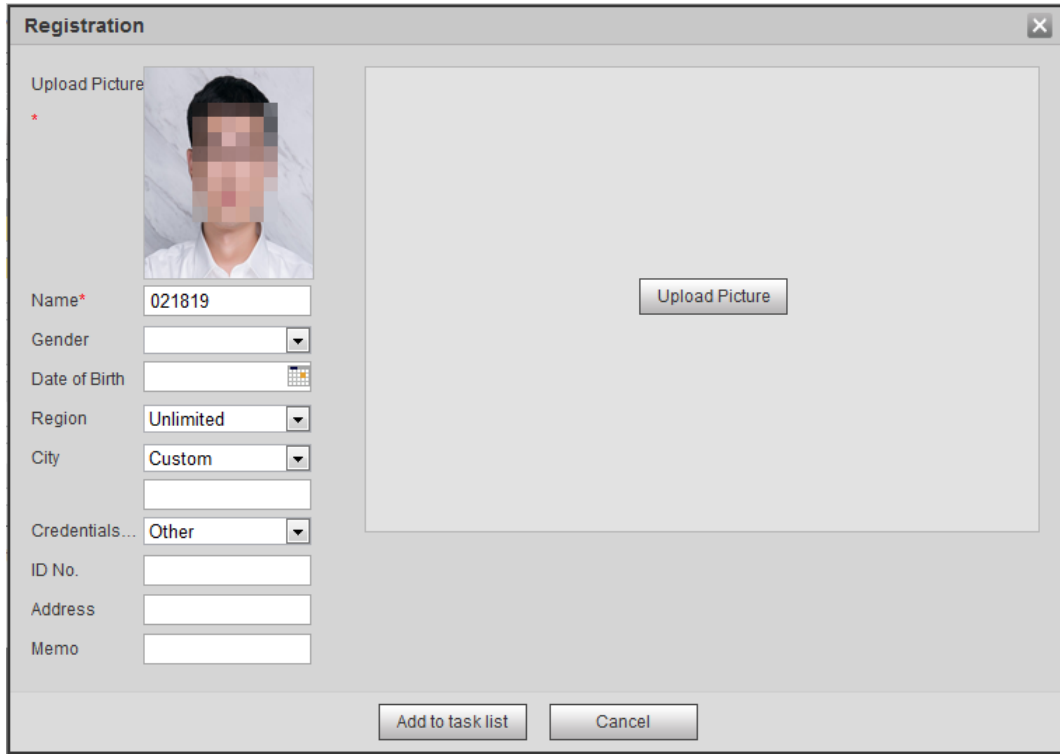 Registration
Upload Picture
*
Name* 021819
Gender
Date of Birth
Region Unlimited
City Custom
Credentials... Other
ID No.
Address
Memo
Upload Picture
Add to task list Cancel